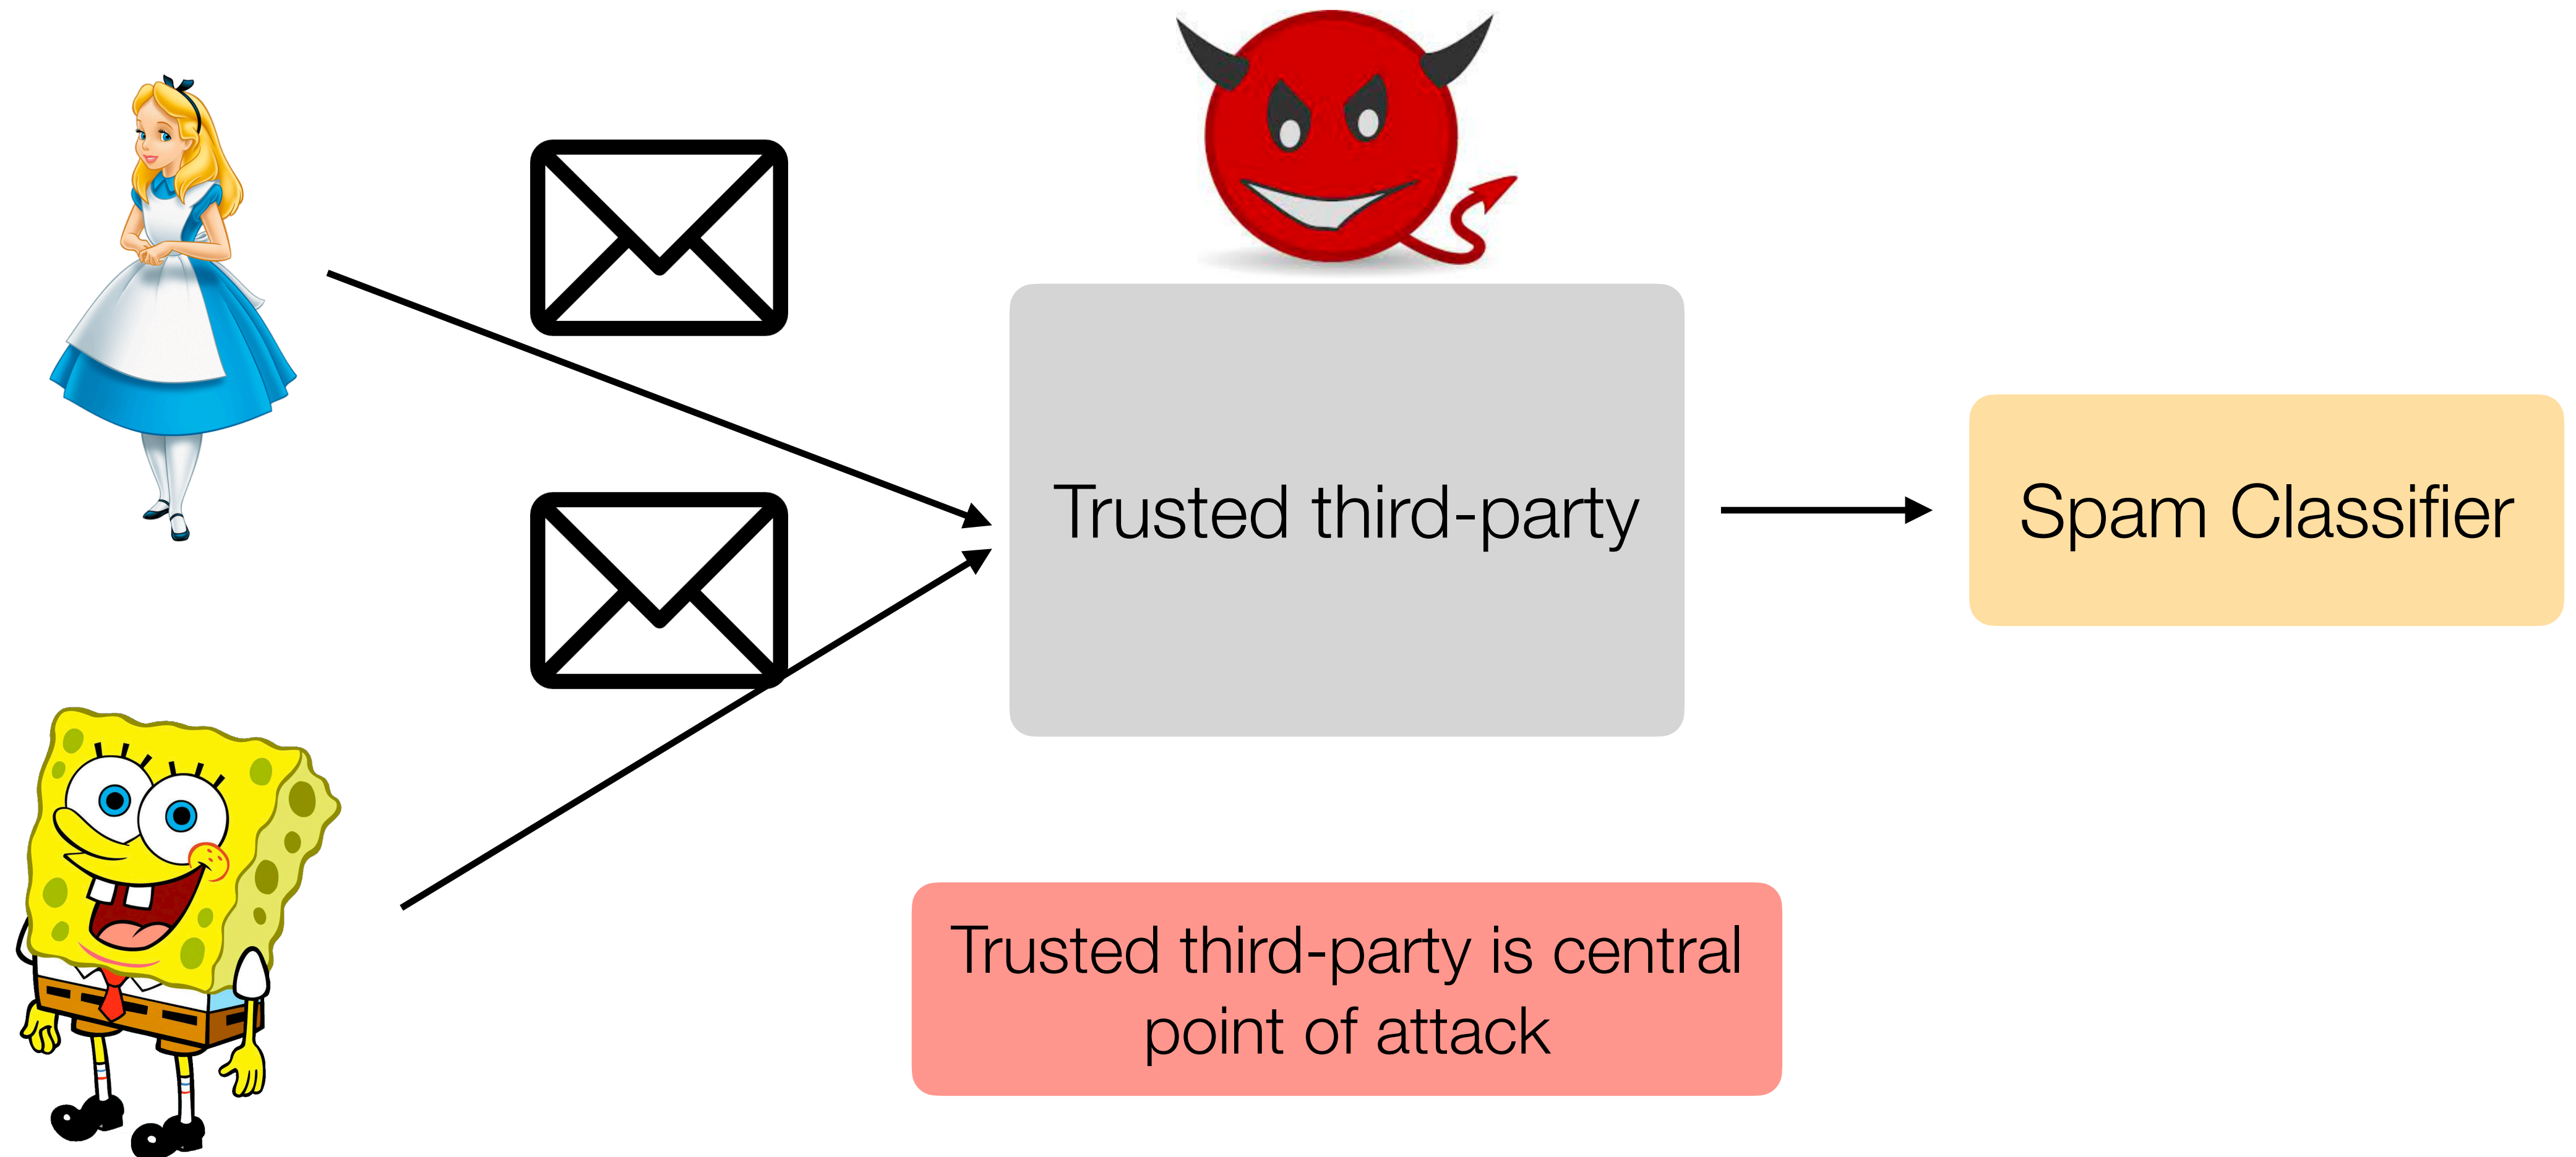 Trusted third-party
Spam Classifier
Trusted third-party is central
point of attack